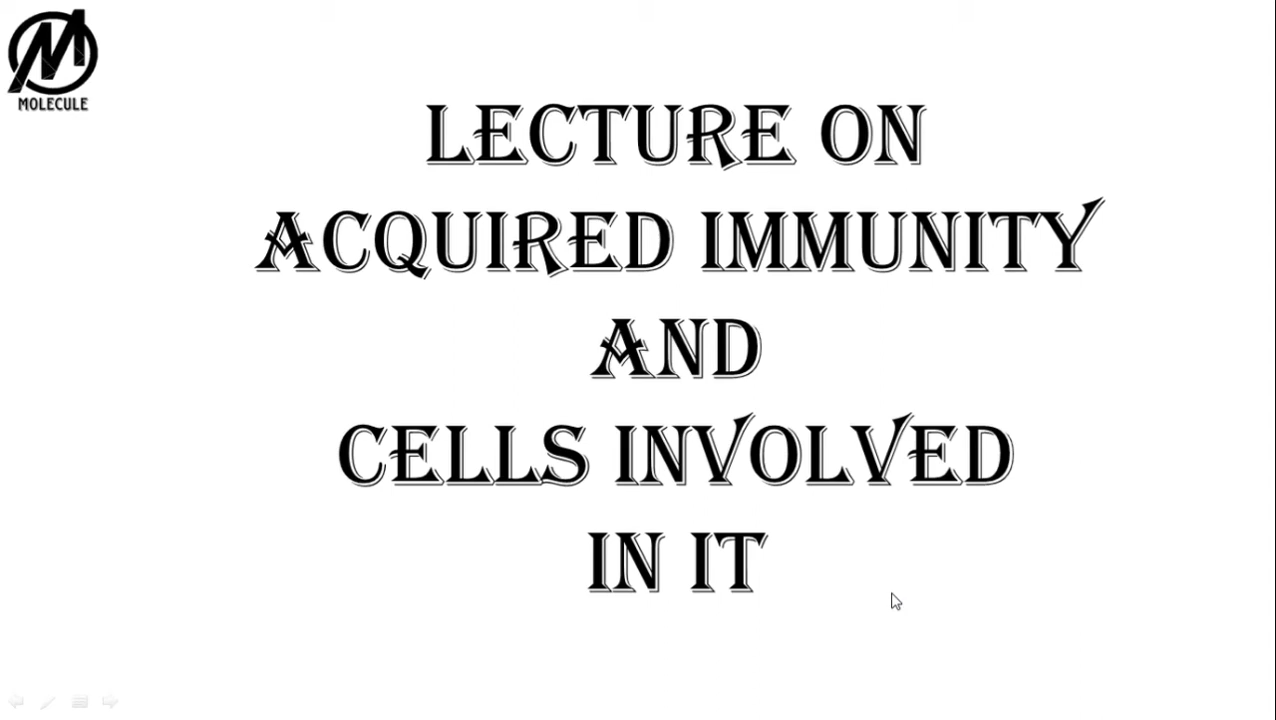 MOLECULE
LECTURE ON
ACQUIRED IMMUNITY
AND
CELLS INVOLVED
IN IT